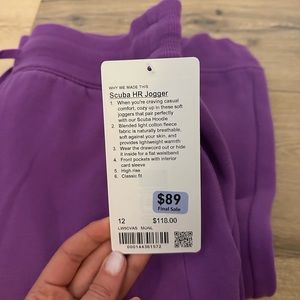 WHY WE MADE THIS
Scuba HR Jogger
1. When you're craving casual
comfort, cozy up in these soft
joggers that pair perfectly
with our Scuba Hoodie
2. Blended light cotton fleece
fabric is naturally breathable,
soft against your skin, and
provides lightweight warmth
3. Wear the drawcord out or hide
it inside for a flat waistband
4. Front pockets with interior
card sleeve
5. High rise
6. Classic fit
$89
Final Sale
12
$118.00
LW5CVAS
000144361572